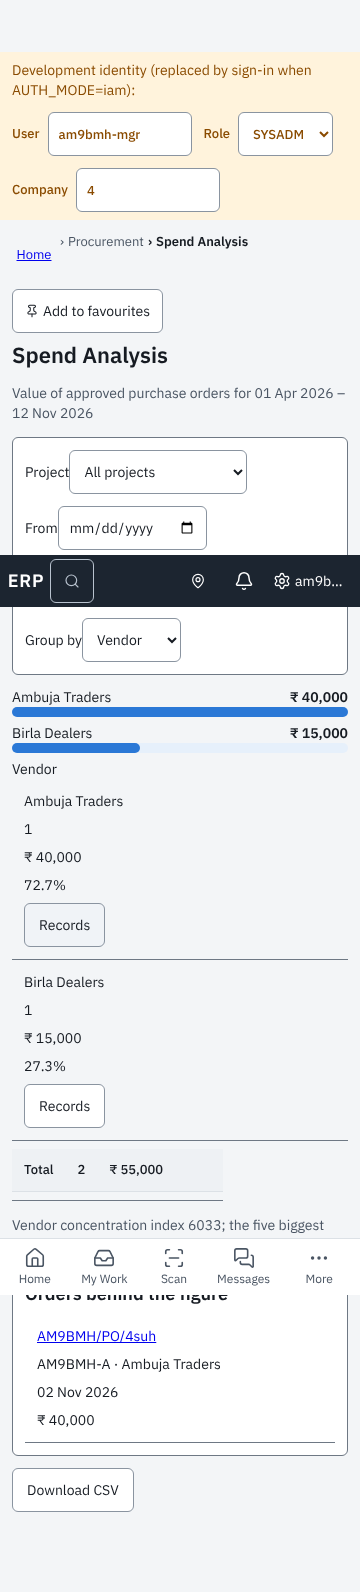 Development identity (replaced by sign-in when
AUTH_MODE=iam):
User am9bmh-mgr Role SYSADM
Company 4
Home › Procurement › Spend Analysis
Add to favourites
Spend Analysis
Value of approved purchase orders for 01 Apr 2026 –
12 Nov 2026
Project All projects
From mm/dd/yyyy
ERP am9b...
Group by Vendor
Ambuja Traders ₹ 40,000
Birla Dealers ₹ 15,000
Vendor
Ambuja Traders
1
₹ 40,000
72.7%
Records
Birla Dealers
1
₹ 15,000
27.3%
Records
Total 2 ₹ 55,000
Vendor concentration index 6033; the five biggest
Home My Work Scan Messages More
Orders behind the figure
AM9BMH/PO/4suh
AM9BMH-A · Ambuja Traders
02 Nov 2026
₹ 40,000
Download CSV